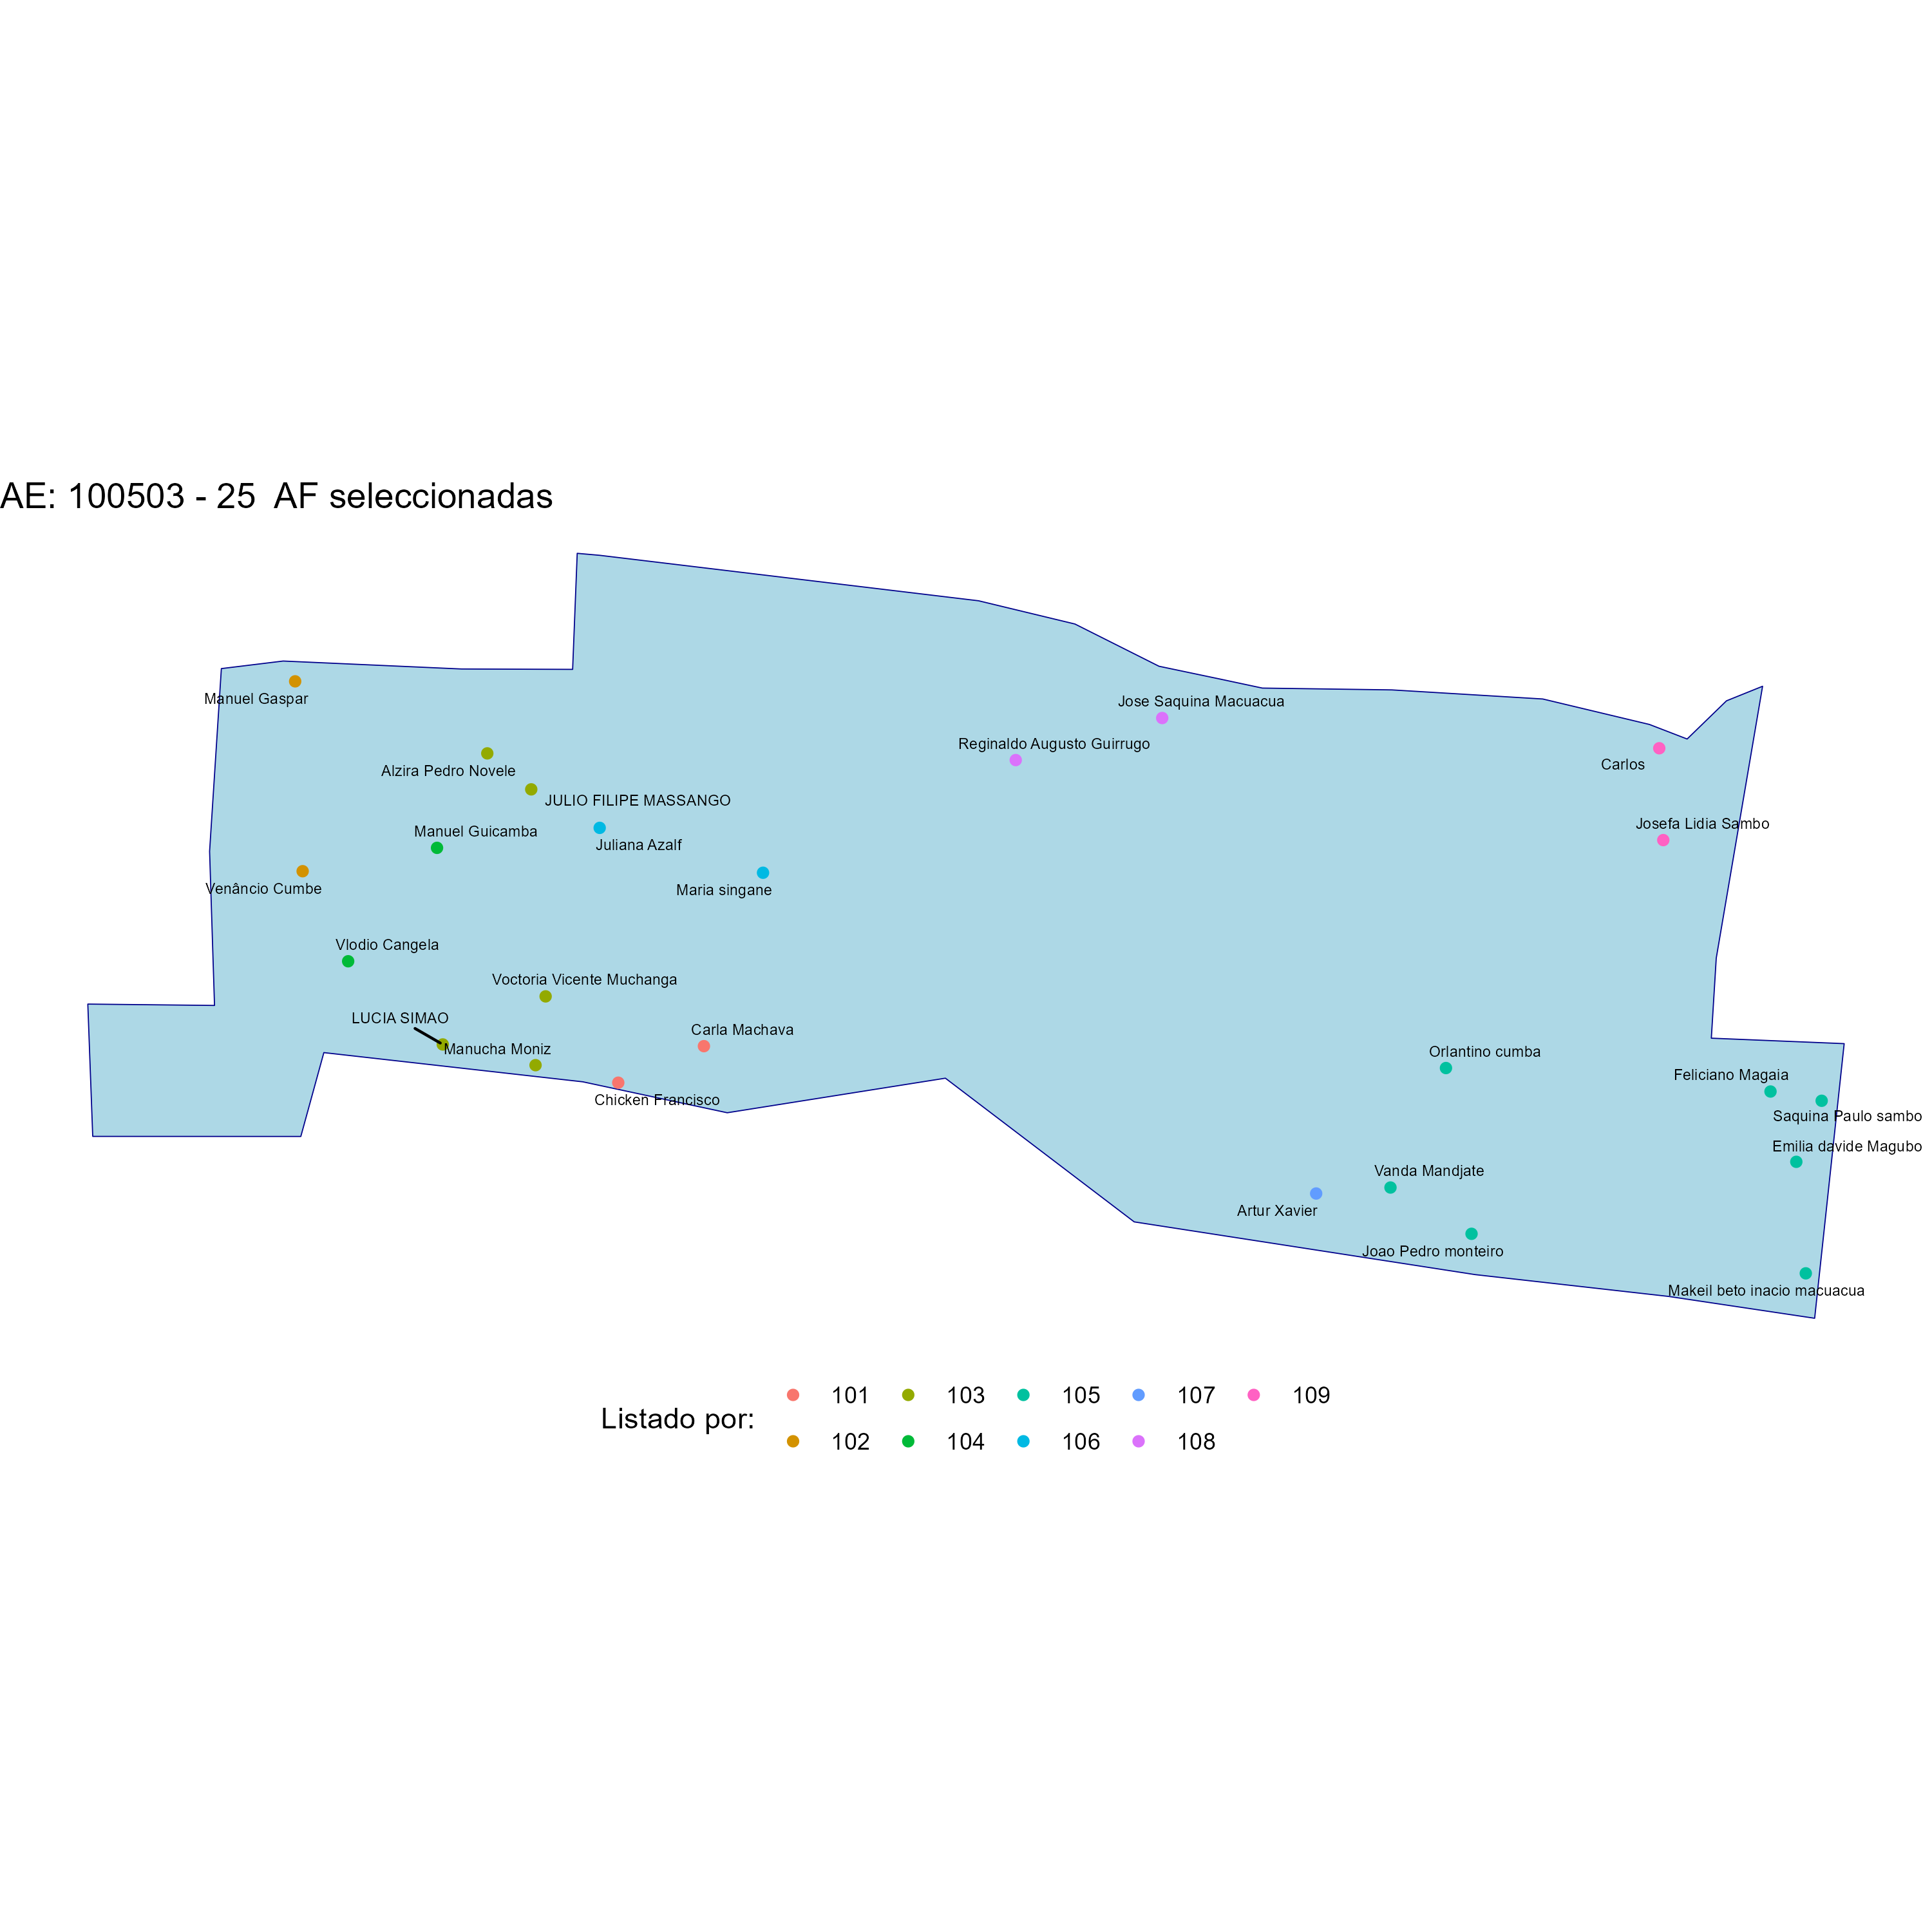 AE: 100503 - 25  AF seleccionadas
Manuel Gaspar
Jose Saquina Macuacua
Reginaldo Augusto Guirrugo
Carlos
Alzira Pedro Novele
JULIO FILIPE MASSANGO
Josefa Lidia Sambo
Manuel Guicamba
Juliana Azalf
Venâncio Cumbe
Maria singane
Vlodio Cangela
Voctoria Vicente Muchanga
LUCIA SIMAO
Carla Machava
Manucha Moniz
Orlantino cumba
Feliciano Magaia
Chicken Francisco
Saquina Paulo sambo
Emilia davide Magubo
Vanda Mandjate
Artur Xavier
Joao Pedro monteiro
Makeil beto inacio macuacua
Listado por:
101 103 105 107 109
102 104 106 108